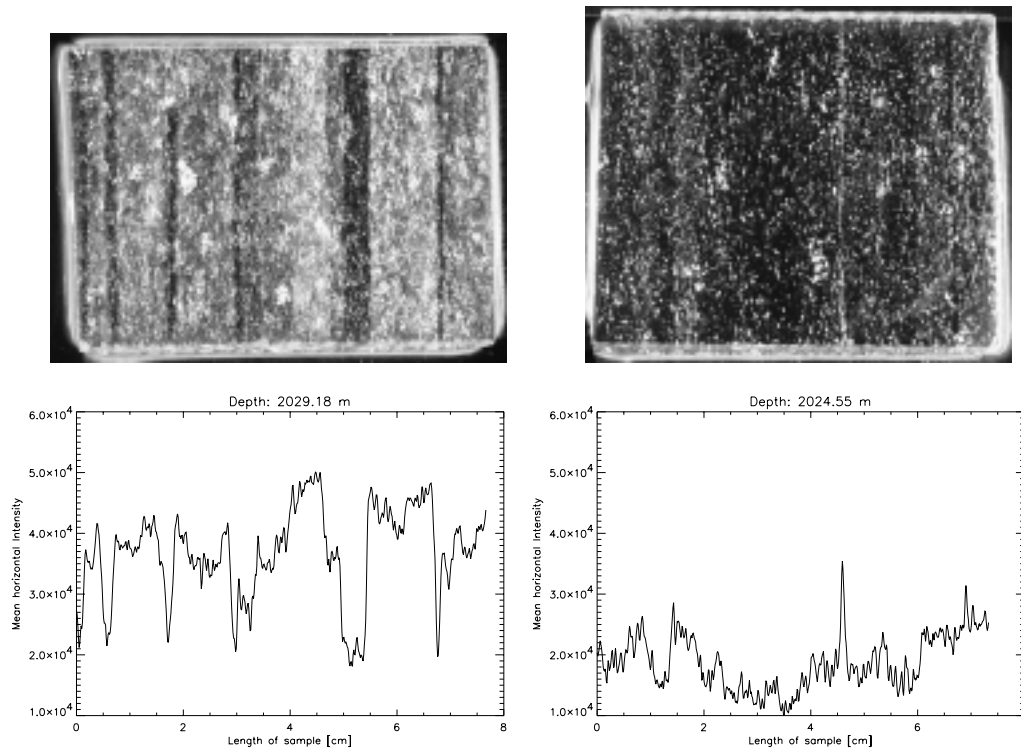 Depth: 2029.18 m
6.0×10⁴
5.0×10⁴
4.0×10⁴
3.0×10⁴
2.0×10⁴
1.0×10⁴
Mean horizontal Intensity
0 2 4 6 8
Length of sample [cm]
Depth: 2024.55 m
6.0×10⁴
5.0×10⁴
4.0×10⁴
3.0×10⁴
2.0×10⁴
1.0×10⁴
Mean horizontal Intensity
0 2 4 6
Length of sample [cm]